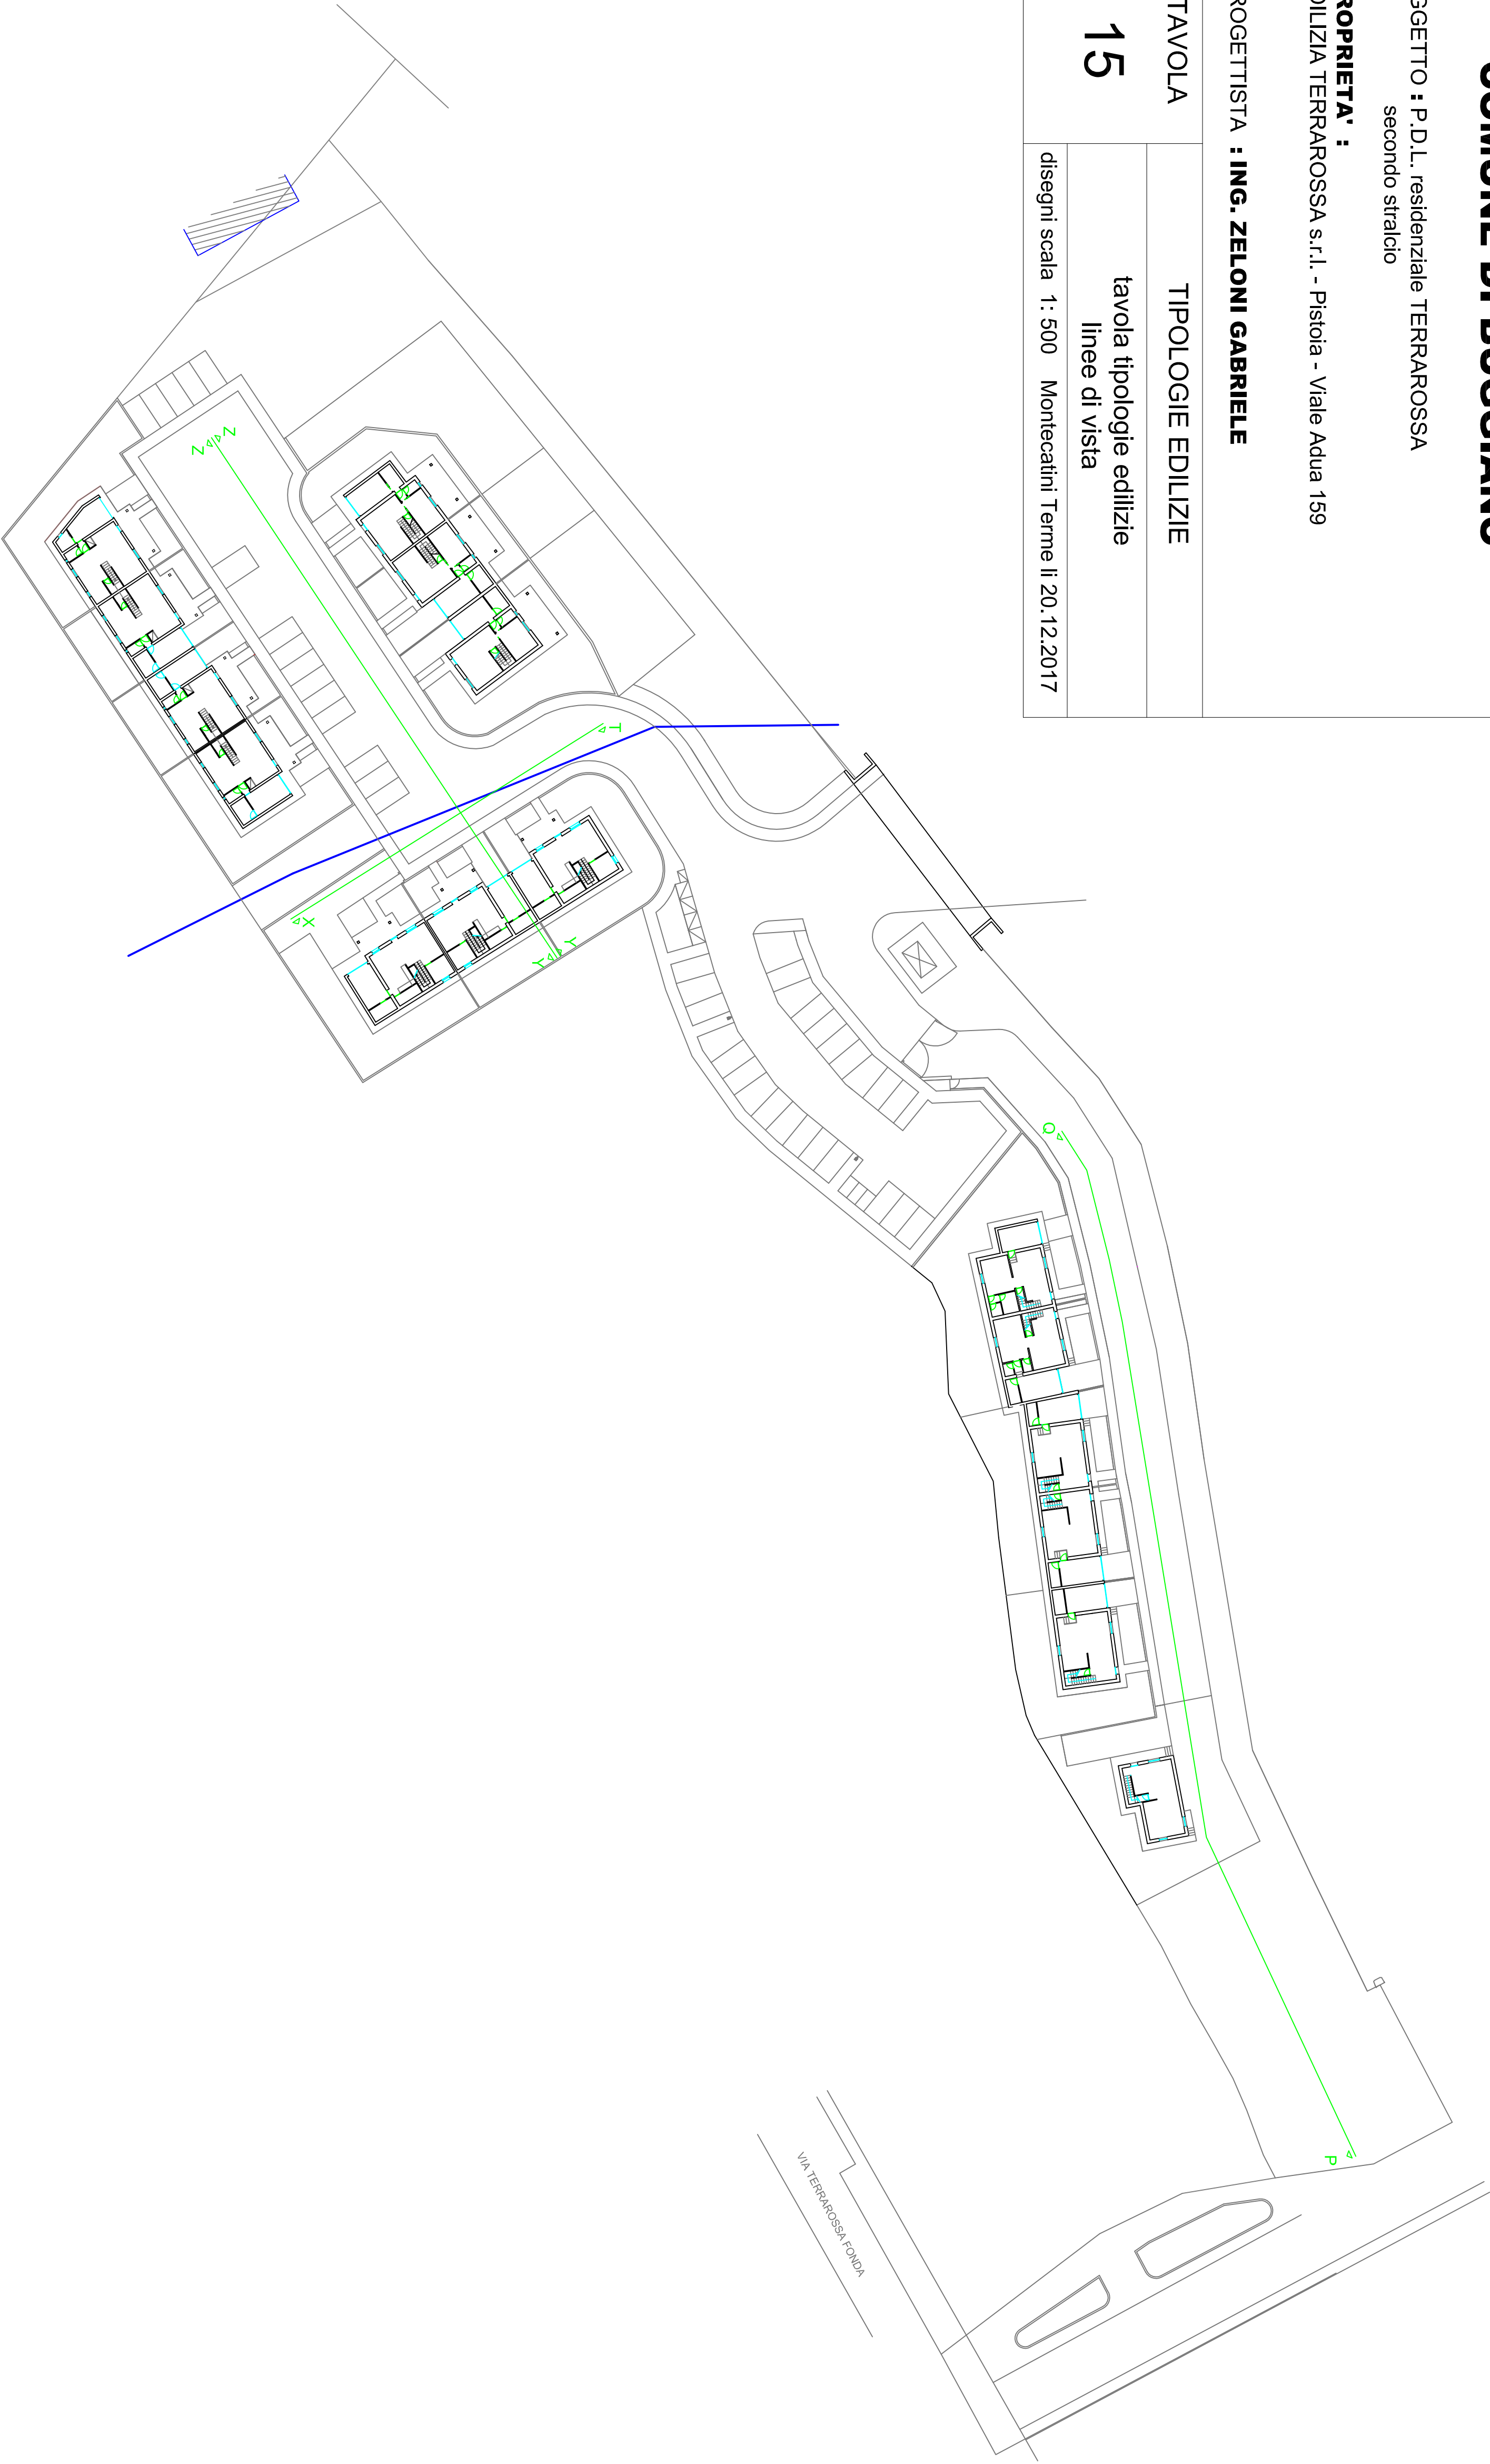 COMUNE DI BUGGIANO
GGETTO : P.D.L. residenziale TERRAROSSA
secondo stralcio
ROPRIETA' :
DILIZIA TERRAROSSA s.r.l. - Pistoia - Viale Adua 159
ROGETTISTA : ING. ZELONI GABRIELE
TAVOLA
TIPOLOGIE EDILIZIE
15
tavola tipologie edilizie
linee di vista
disegni scala 1: 500 Montecatini Terme li 20.12.2017
Z
Z
T
X
Y
Y
Q
P
VIA TERRAROSSA FONDA